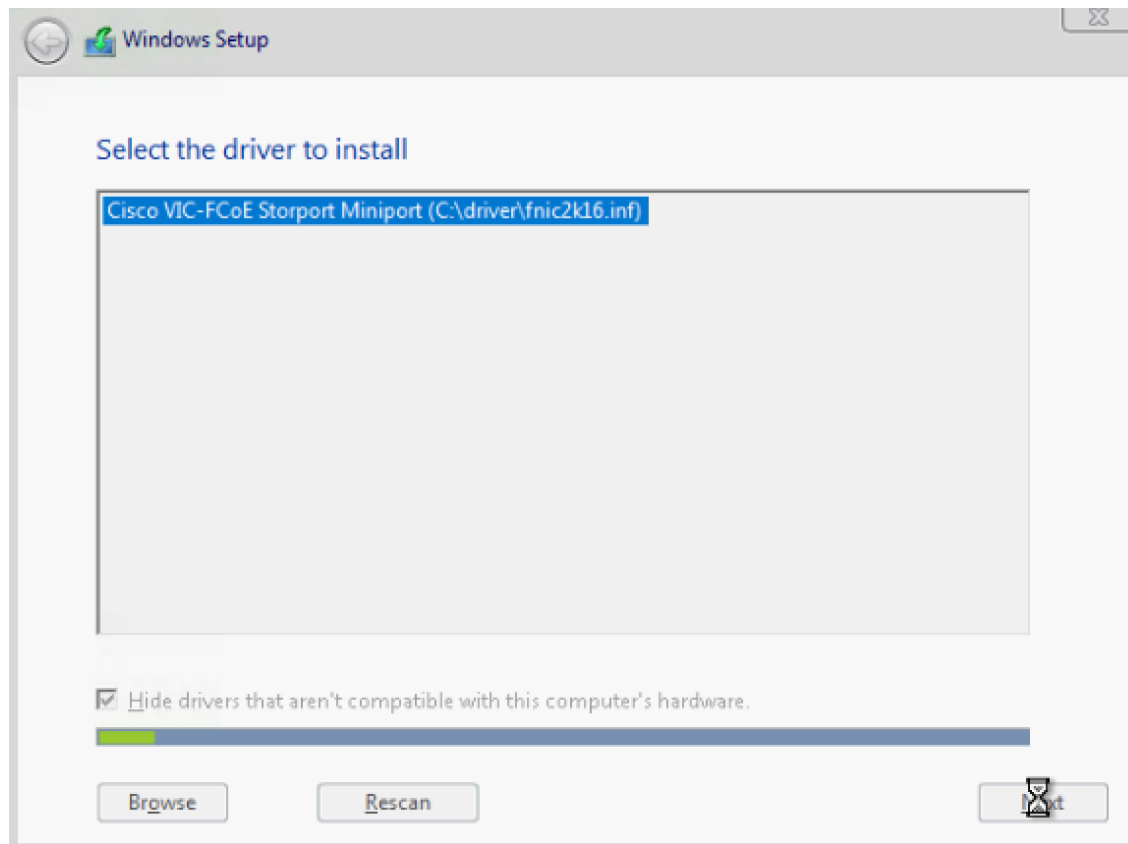 Windows Setup
Select the driver to install
Cisco VIC-FCoE Storport Miniport (C:\driver\fnic2k16.inf)
Hide drivers that aren't compatible with this computer's hardware.
Browse
Rescan
Next